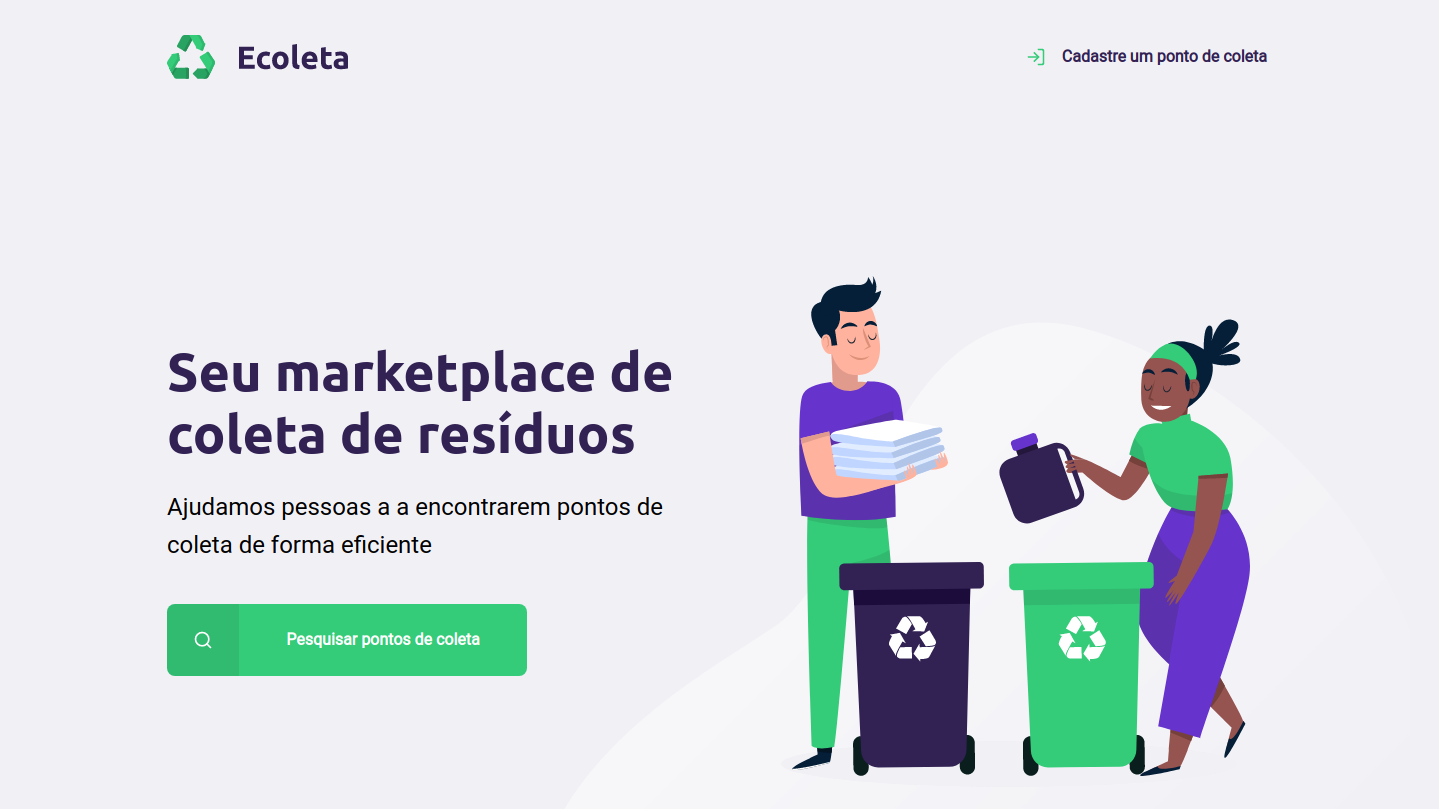 Ecoleta
Cadastre um ponto de coleta
Seu marketplace de
coleta de resíduos
Ajudamos pessoas a a encontrarem pontos de
coleta de forma eficiente
Pesquisar pontos de coleta